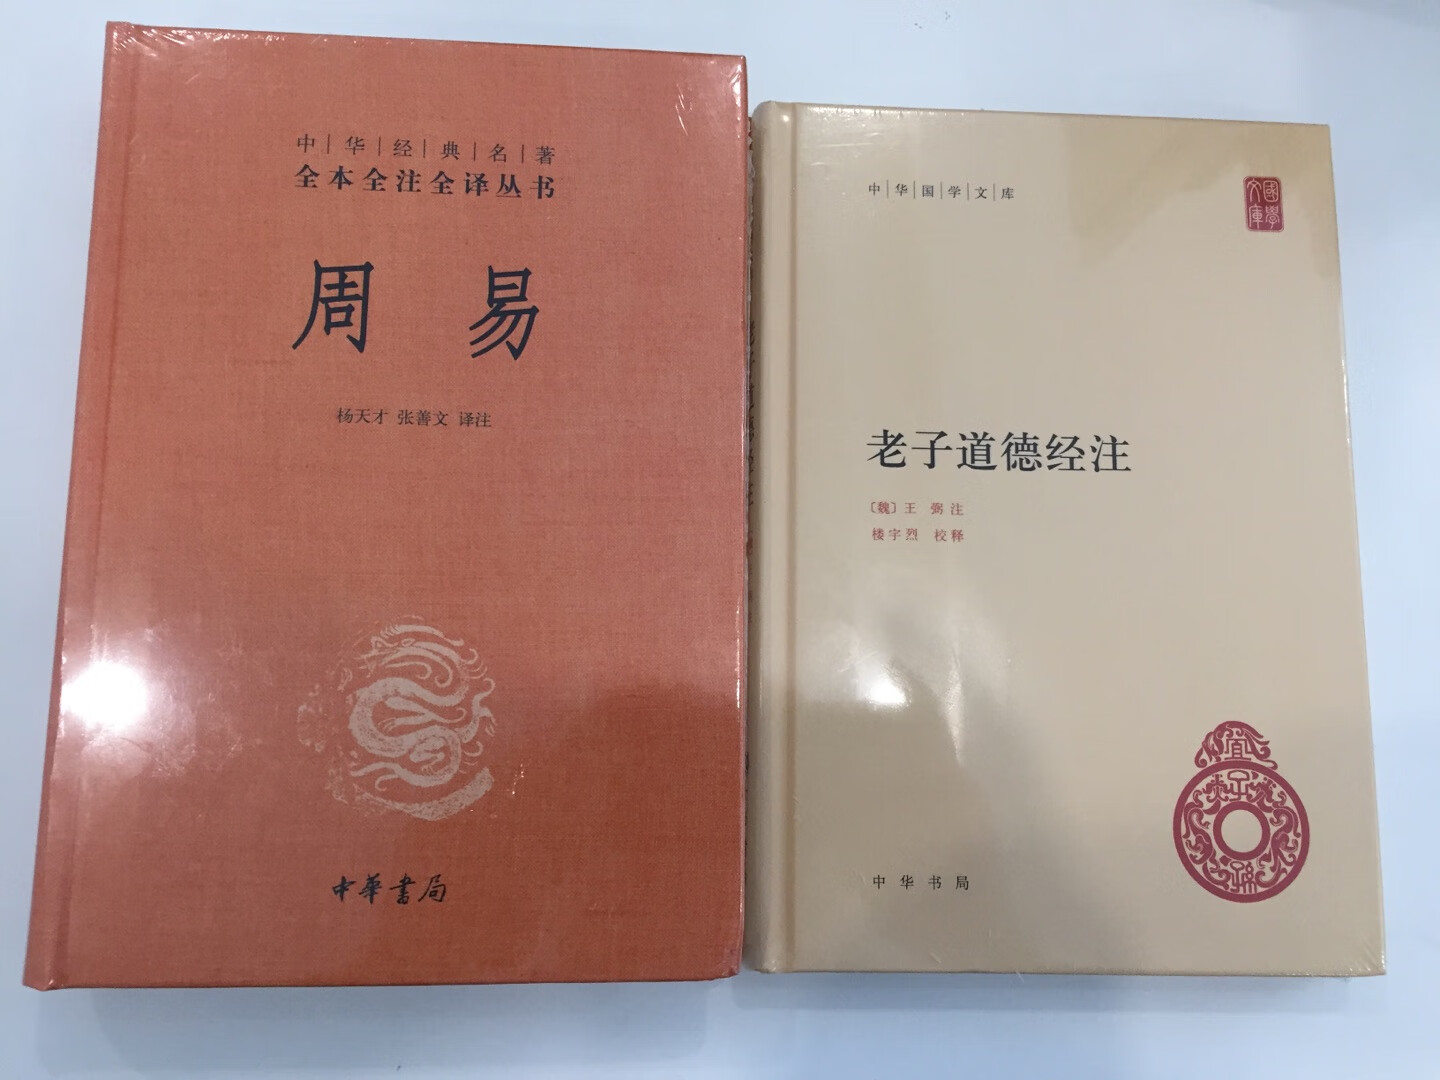 中华经典名著
全本全注全译丛书
周易
杨天才 张善文 译注
中華書局
中华国学文库
國學
文庫
老子道德经注
〔魏〕王 弼 注
楼宇烈 校释
宜
子
孫
中华书局